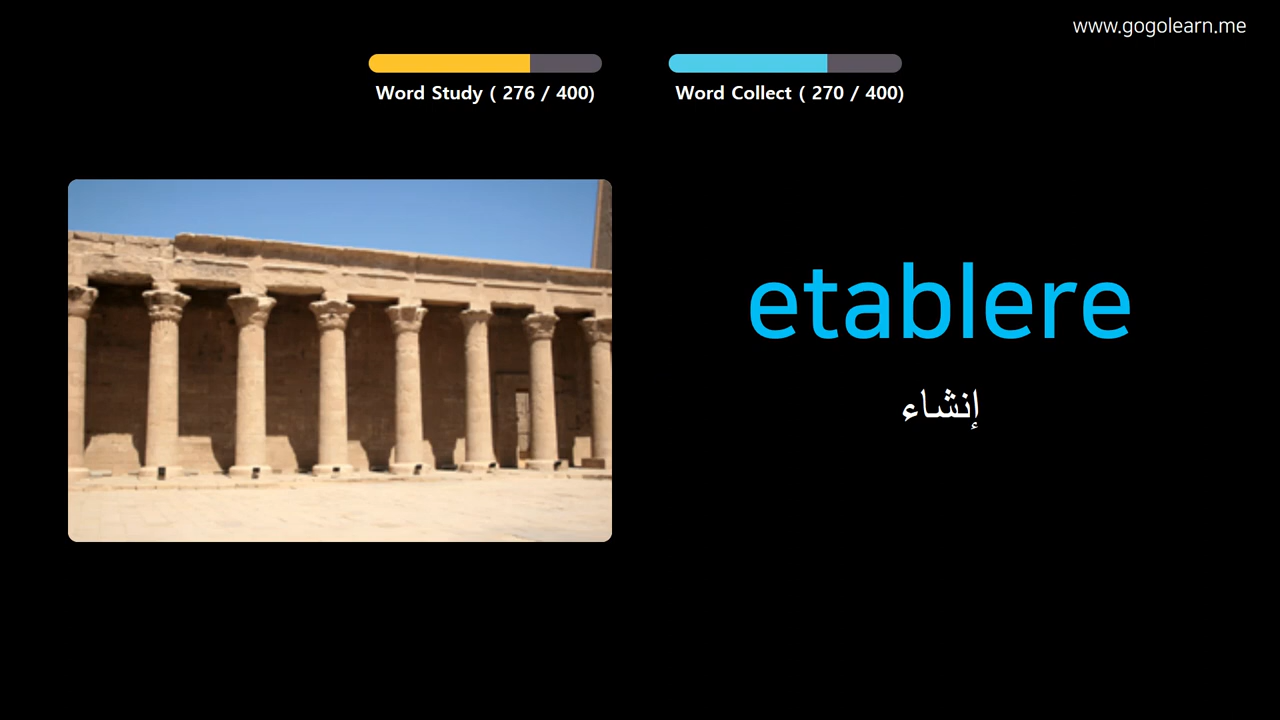 www.gogolearn.me
Word Study ( 276 / 400)
Word Collect ( 270 / 400)
etablere
إنشاء